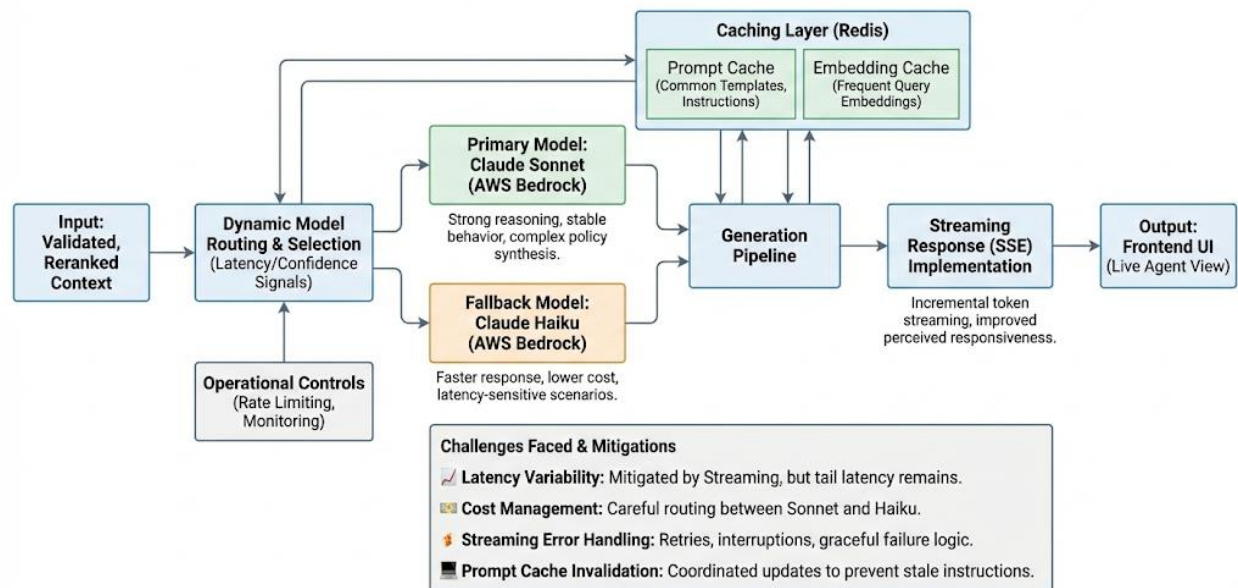 Caching Layer (Redis)
Prompt Cache
(Common Templates,
Instructions)
Embedding Cache
(Frequent Query
Embeddings)
Primary Model:
Claude Sonnet
(AWS Bedrock)
Strong reasoning, stable
behavior, complex policy
synthesis.
Input:
Validated,
Reranked
Context
Dynamic Model
Routing & Selection
(Latency/Confidence
Signals)
Generation
Pipeline
Streaming
Response (SSE)
Implementation
Incremental token
streaming, improved
perceived responsiveness.
Output:
Frontend UI
(Live Agent View)
Fallback Model:
Claude Haiku
(AWS Bedrock)
Faster response, lower cost,
latency-sensitive scenarios.
Operational Controls
(Rate Limiting,
Monitoring)
Challenges Faced & Mitigations
Latency Variability: Mitigated by Streaming, but tail latency remains.
Cost Management: Careful routing between Sonnet and Haiku.
Streaming Error Handling: Retries, interruptions, graceful failure logic.
Prompt Cache Invalidation: Coordinated updates to prevent stale instructions.